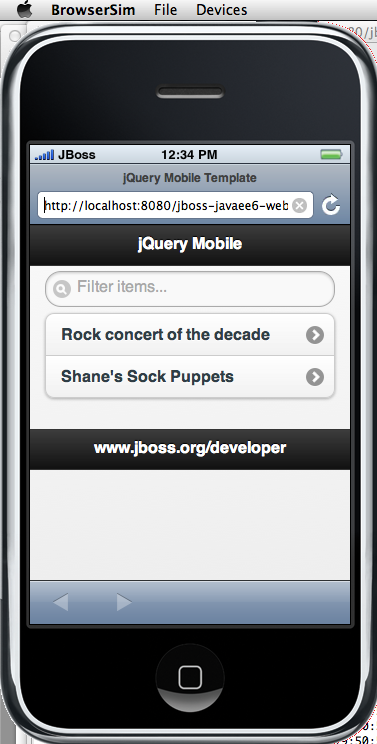 BrowserSim File Devices
JBoss 12:34 PM
jQuery Mobile Template
http://localhost:8080/jboss-javaee6-web
jQuery Mobile
Filter items...
Rock concert of the decade
Shane's Sock Puppets
www.jboss.org/developer